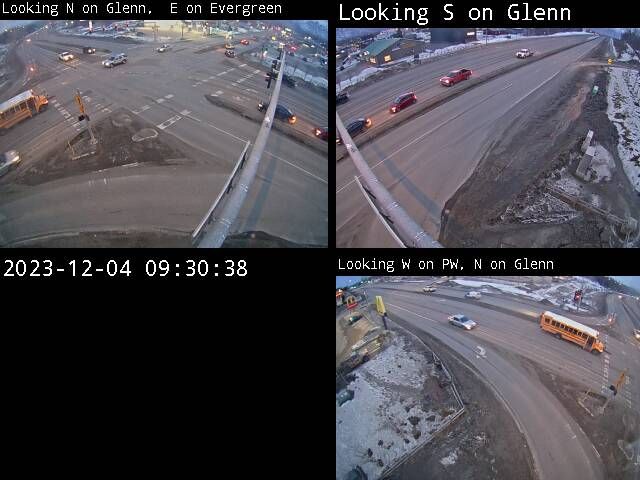 Looking N on Glenn,  E on Evergreen
Looking S on Glenn
2023-12-04 09:30:38
Looking W on PW, N on Glenn